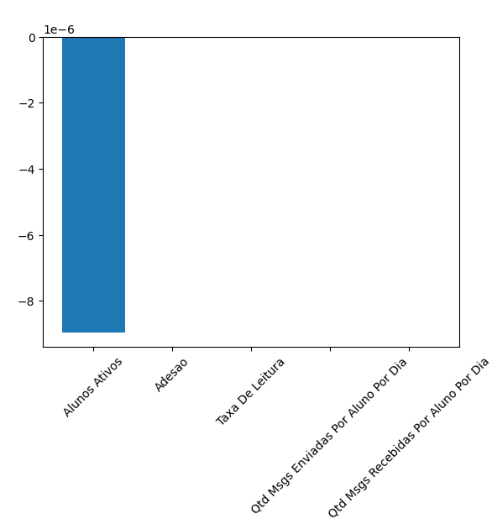 1e−6
0
−2
−4
−6
−8
Alunos Ativos
Adesao
Taxa De Leitura
Qtd Msgs Enviadas Por Aluno Por Dia
Qtd Msgs Recebidas Por Aluno Por Dia